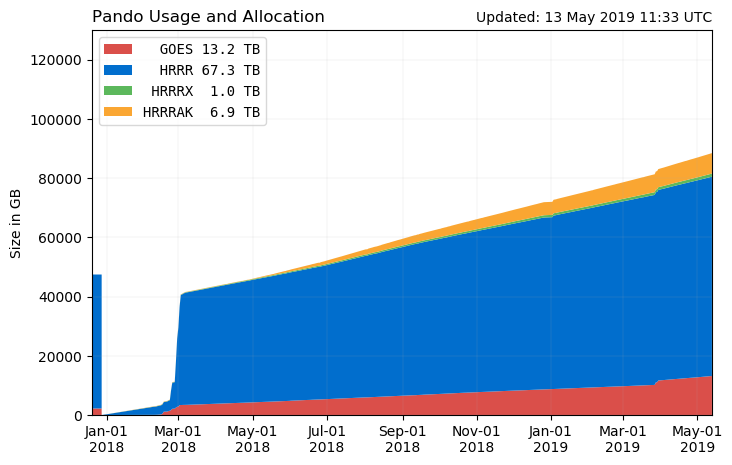 Pando Usage and Allocation
Updated: 13 May 2019 11:33 UTC
GOES 13.2 TB
HRRR 67.3 TB
HRRRX 1.0 TB
HRRRAK 6.9 TB
Size in GB
120000
100000
80000
60000
40000
20000
0
Jan-01 Mar-01 May-01 Jul-01 Sep-01 Nov-01 Jan-01 Mar-01 May-01
2018 2018 2018 2018 2018 2018 2019 2019 2019